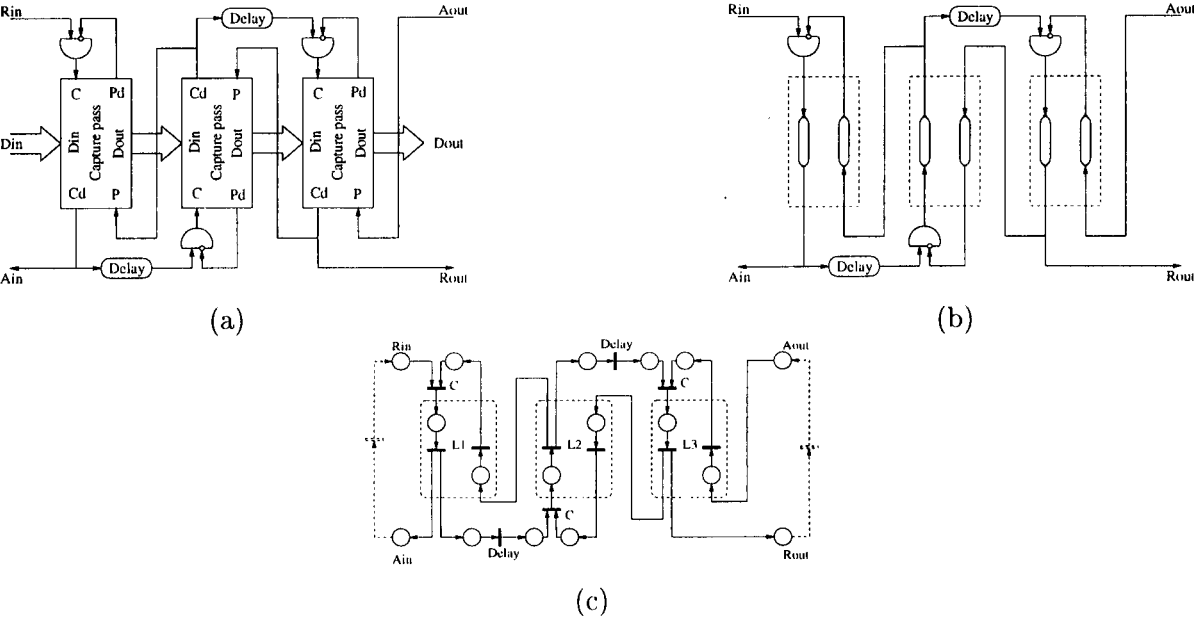 Rin
Delay
Aout
C
Pd
Cd
P
C
Pd
Din
Din
Capture pass
Dout
Din
Capture pass
Dout
Din
Capture pass
Dout
Dout
Cd
P
C
Pd
Cd
P
Ain
Delay
Rout
(a)
Rin
Delay
Aout
Ain
Delay
Rout
(b)
Rin
Delay
Aout
C
C
L1
L2
L3
C
Ain
Delay
Rout
(c)